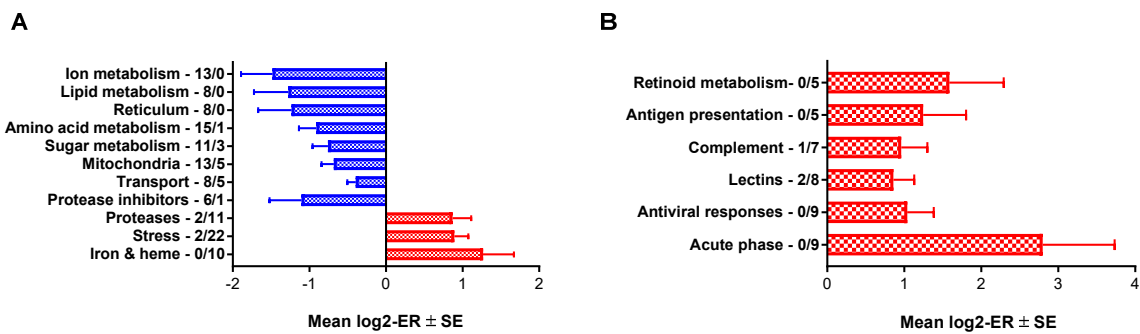 A
Ion metabolism - 13/0
Lipid metabolism - 8/0
Reticulum - 8/0
Amino acid metabolism - 15/1
Sugar metabolism - 11/3
Mitochondria - 13/5
Transport - 8/5
Protease inhibitors - 6/1
Proteases - 2/11
Stress - 2/22
Iron & heme - 0/10
-2 -1 0 1 2
Mean log2-ER ± SE
B
Retinoid metabolism- 0/5
Antigen presentation - 0/5
Complement - 1/7
Lectins - 2/8
Antiviral responses - 0/9
Acute phase - 0/9
0 1 2 3 4
Mean log2-ER ± SE